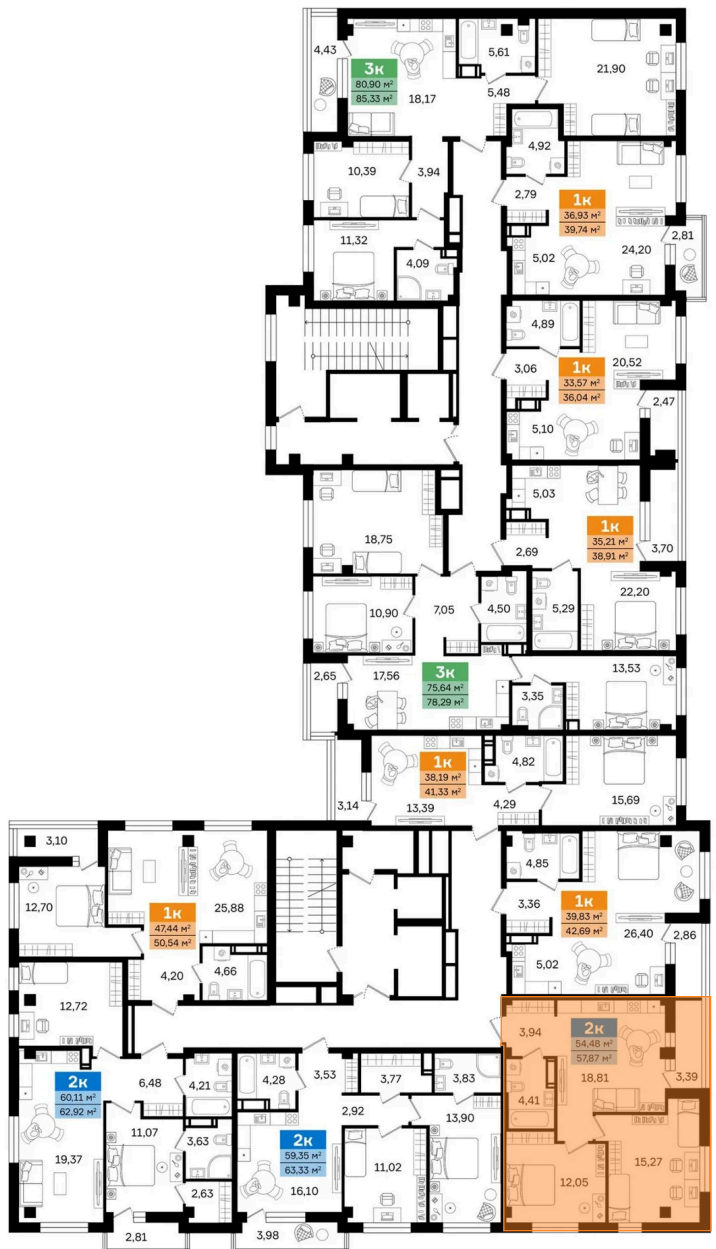 4,43
5,61
21,90
3к
80,90 м²
85,33 м²
18,17
5,48
4,92
10,39
3,94
2,79
1к
36,93 м²
39,74 м²
2,81
11,32
4,09
5,02
24,20
4,89
20,52
3,06
1к
33,57 м²
36,04 м²
2,47
5,10
5,03
18,75
1к
35,21 м²
38,91 м²
2,69
3,70
10,90
7,05
4,50
5,29
22,20
2,65
17,56
3к
75,64 м²
78,29 м²
3,35
13,53
1к
38,19 м²
41,33 м²
4,82
3,14
13,39
4,29
15,69
3,10
4,85
12,70
1к
47,44 м²
50,54 м²
25,88
3,36
1к
39,83 м²
42,69 м²
26,40
2,86
4,20
4,66
5,02
12,72
3,94
2к
54,48 м²
57,87 м²
2к
60,11 м²
62,92 м²
6,48
4,21
4,28
3,53
3,77
3,83
18,81
3,39
4,41
2,92
13,90
11,07
3,63
2к
59,35 м²
63,33 м²
19,37
11,02
15,27
12,05
2,63
16,10
2,81
3,98